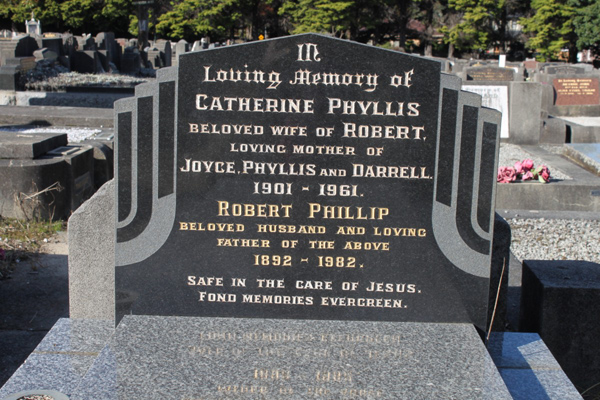 In
Loving Memory of
CATHERINE PHYLLIS
BELOVED WIFE OF ROBERT,
LOVING MOTHER OF
JOYCE, PHYLLIS AND DARRELL.
1901 - 1961.
ROBERT PHILLIP
BELOVED HUSBAND AND LOVING
FATHER OF THE ABOVE
1892 - 1982.
SAFE IN THE CARE OF JESUS.
FOND MEMORIES EVERGREEN.